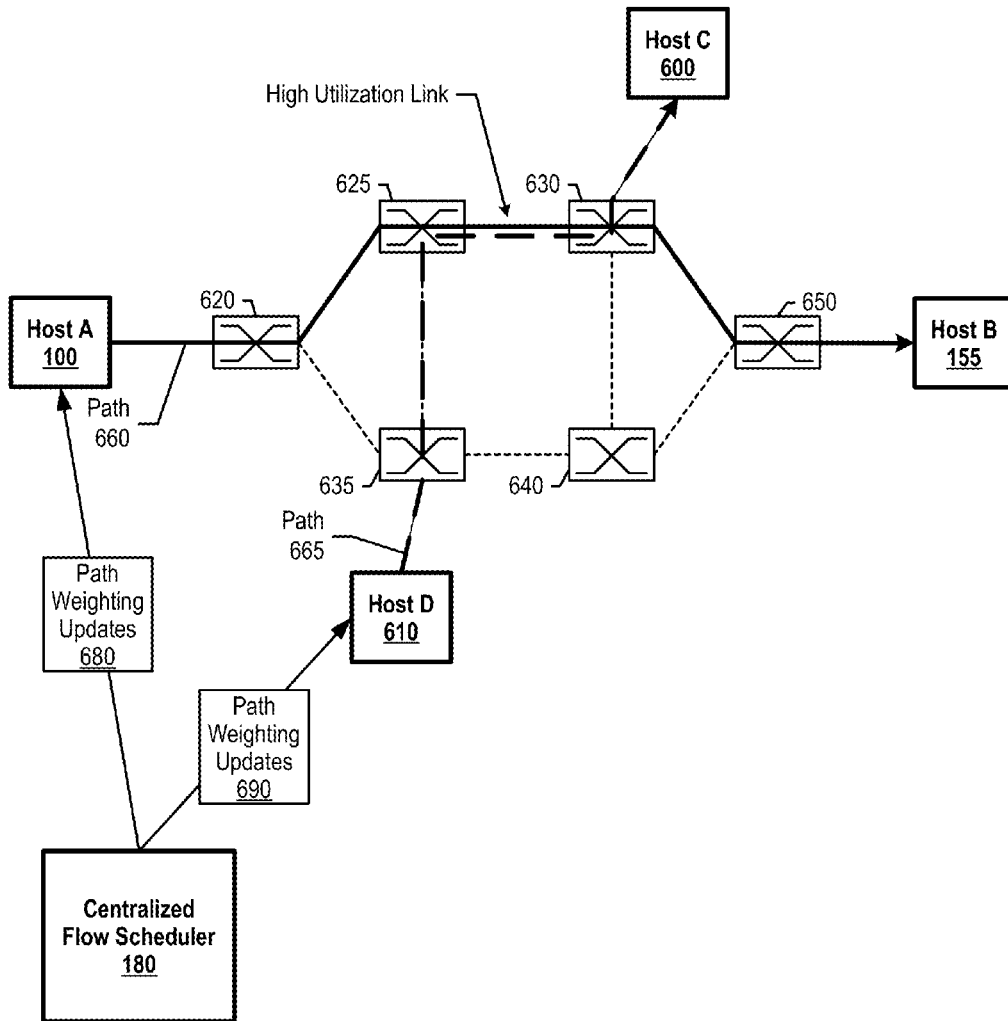 Host C
600
High Utilization Link
625
630
620
650
Host A
100
Host B
155
Path
660
635
640
Path
665
Path
Weighting
Updates
680
Host D
610
Path
Weighting
Updates
690
Centralized
Flow Scheduler
180